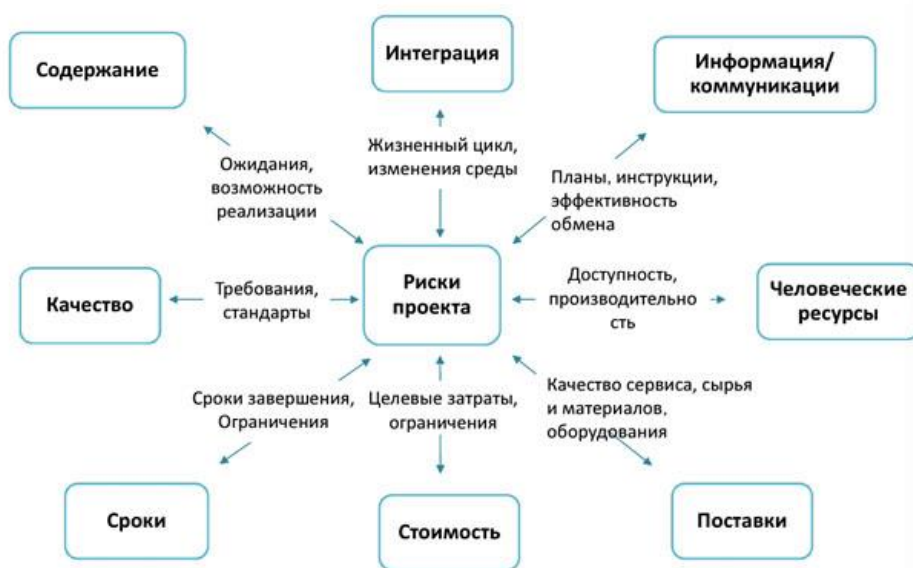 Содержание
Интеграция
Информация/
коммуникации
Ожидания,
возможность
реализации
Жизненный цикл,
изменения среды
Планы, инструкции,
эффективность
обмена
Качество
Требования,
стандарты
Риски
проекта
Доступность,
производительно
сть
Человеческие
ресурсы
Сроки завершения,
Ограничения
Целевые затраты,
ограничения
Качество сервиса, сырья
и материалов,
оборудования
Сроки
Стоимость
Поставки